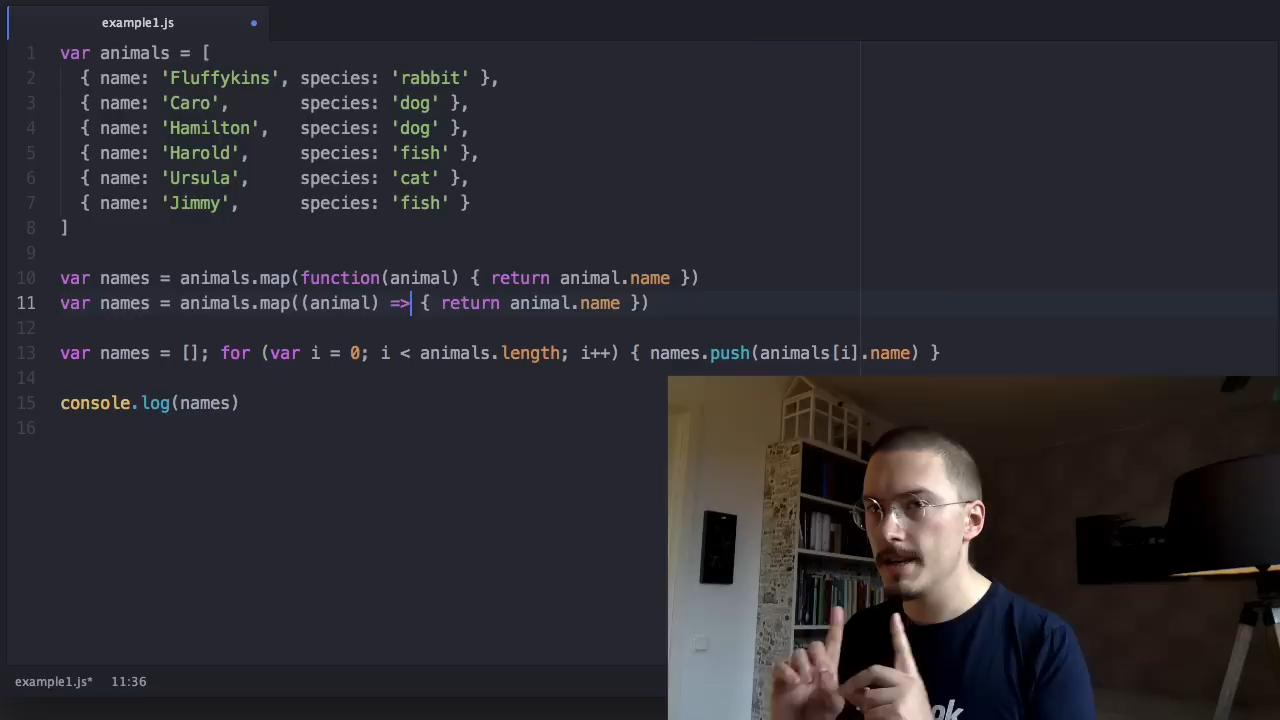 example1.js
1 var animals = [
2 { name: 'Fluffykins', species: 'rabbit' },
3 { name: 'Caro', species: 'dog' },
4 { name: 'Hamilton', species: 'dog' },
5 { name: 'Harold', species: 'fish' },
6 { name: 'Ursula', species: 'cat' },
7 { name: 'Jimmy', species: 'fish' }
8 ]
9
10 var names = animals.map(function(animal) { return animal.name })
11 var names = animals.map((animal) => { return animal.name })
12
13 var names = []; for (var i = 0; i < animals.length; i++) { names.push(animals[i].name) }
14
15 console.log(names)
16
example1.js* 11:36